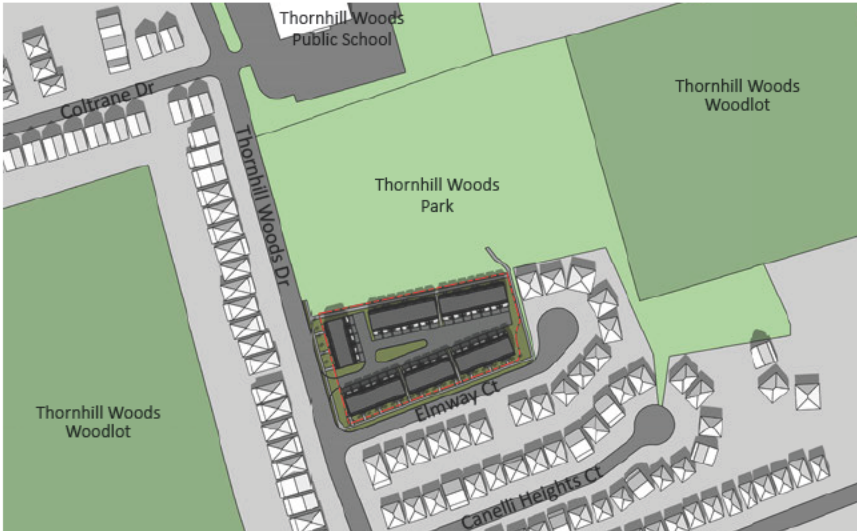 Thornhill Woods
Public School
Coltrane Dr
Thornhill Woods
Woodlot
Thornhill Woods Dr
Thornhill Woods
Park
Thornhill Woods
Woodlot
Elmway Ct
Canelli Heights Ct